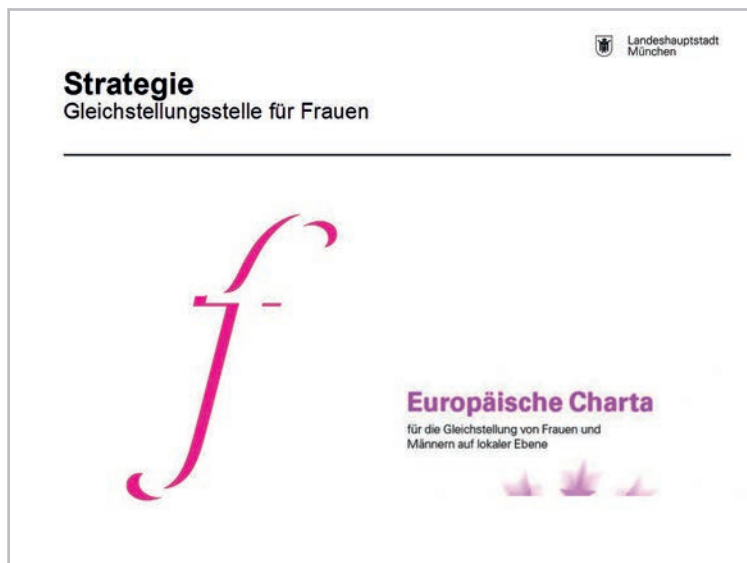 Landeshauptstadt
München
Strategie
Gleichstellungsstelle für Frauen
f
Europäische Charta
für die Gleichstellung von Frauen und
Männern auf lokaler Ebene